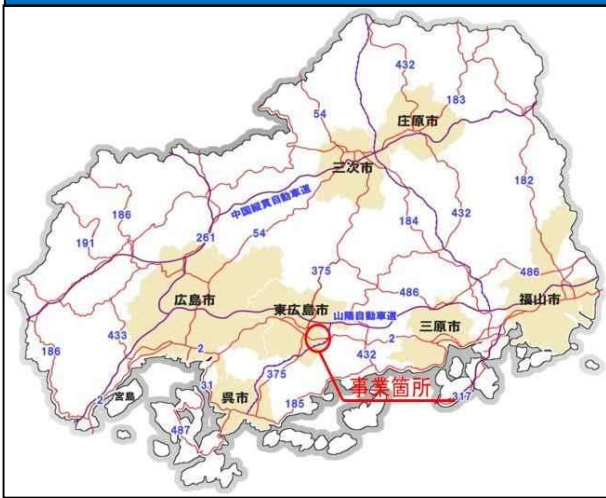 432
54
183
庄原市
三次市
182
中国縦貫自動車道
186
191
261
54
184
432
375
486
486
広島市
東広島市
山陽自動車道
三原市
福山市
433
186
2
2
432
375
31
事業箇所
2
宮島
呉市
185
317
487